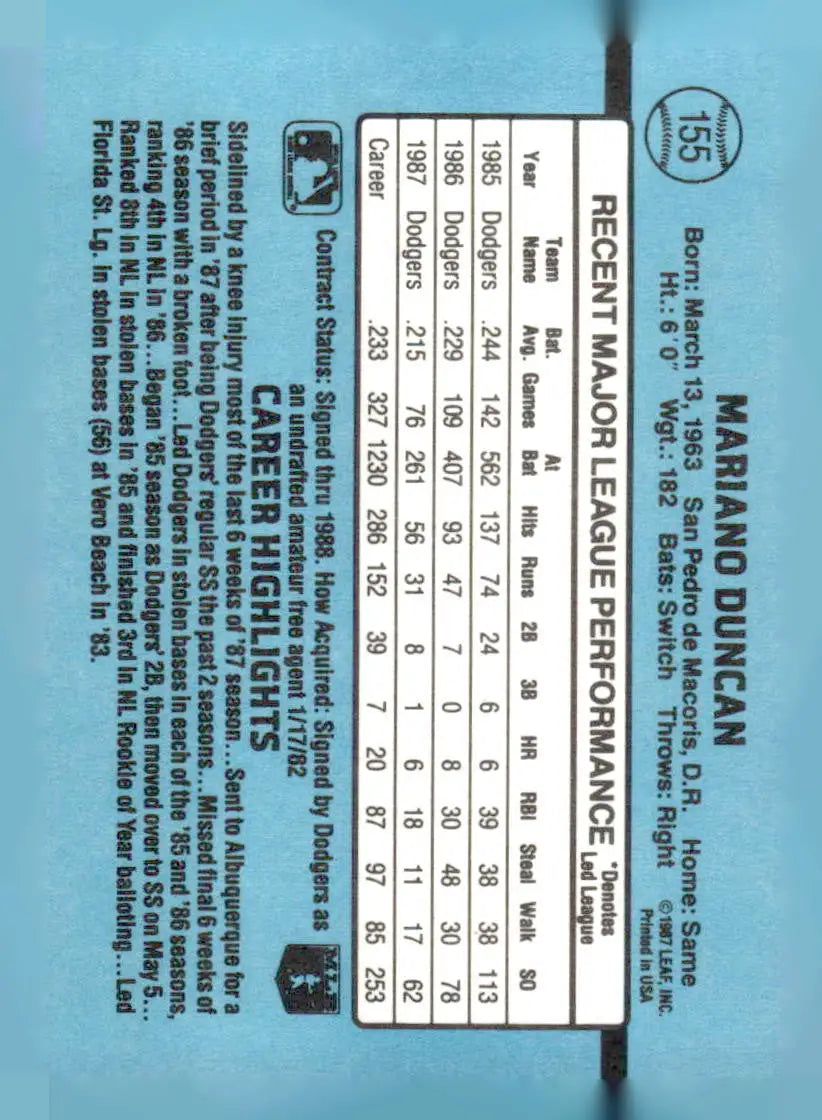 155
MARIANO DUNCAN
Born: March 13, 1963 San Pedro de Macoris, D.R. Home: Same
Ht.: 6'0" Wgt.: 182 Bats: Switch Throws: Right
©1987 LEAF, INC.
Printed in USA
RECENT MAJOR LEAGUE PERFORMANCE *Denotes Led League
Year Team Name Bat. Avg. Games At Bat Hits Runs 2B 3B HR RBI Steal Walk SO
1985 Dodgers .244 142 562 137 74 24 6 6 39 38 38 113
1986 Dodgers .229 109 407 93 47 7 0 8 30 48 30 78
1987 Dodgers .215 76 261 56 31 8 1 6 18 11 17 62
Career .233 327 1230 286 152 39 7 20 87 97 85 253
Contract Status: Signed thru 1988. How Acquired: Signed by Dodgers as
an undrafted amateur free agent 1/17/82
CAREER HIGHLIGHTS
Sidelined by a knee injury most of the last 6 weeks of '87 season...Sent to Albuquerque for a
brief period in '87 after being Dodgers' regular SS the past 2 seasons...Missed final 6 weeks of
'86 season with a broken foot...Led Dodgers in stolen bases in each of the '85 and '86 seasons,
ranking 4th in NL in '86...Began '85 season as Dodgers' 2B, then moved over to SS on May 5...
Ranked 8th in NL in stolen bases in '85 and finished 3rd in NL Rookie of Year balloting...Led
Florida St. Lg. in stolen bases (56) at Vero Beach in '83.